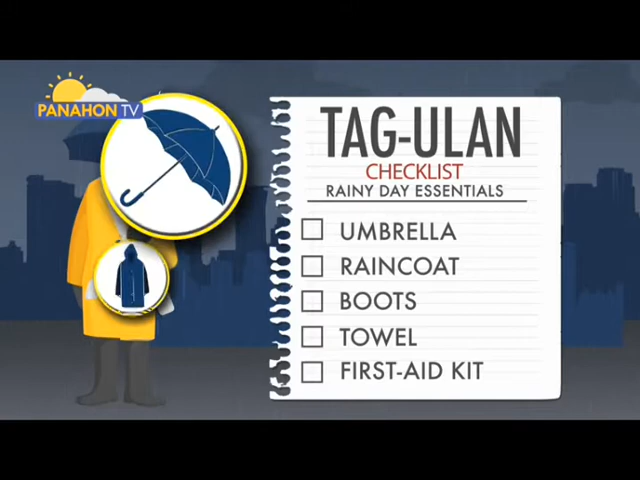 PANAHON TV
TAG-ULAN
CHECKLIST
RAINY DAY ESSENTIALS
UMBRELLA
RAINCOAT
BOOTS
TOWEL
FIRST-AID KIT